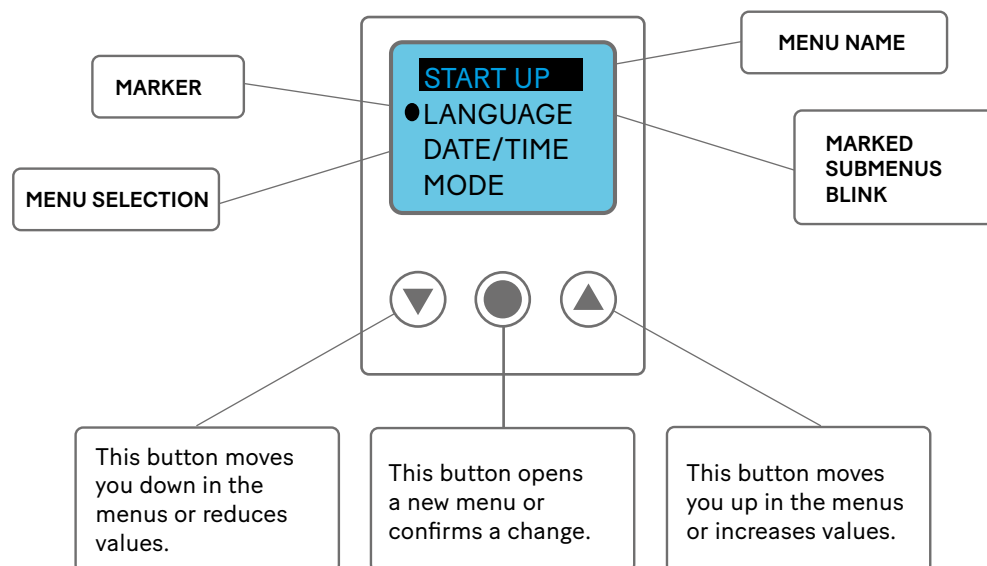 MENU NAME
START UP
MARKER
LANGUAGE
DATE/TIME
MODE
MARKED
SUBMENUS
BLINK
MENU SELECTION
This button moves
you down in the
menus or reduces
values.
This button opens
a new menu or
confirms a change.
This button moves
you up in the menus
or increases values.